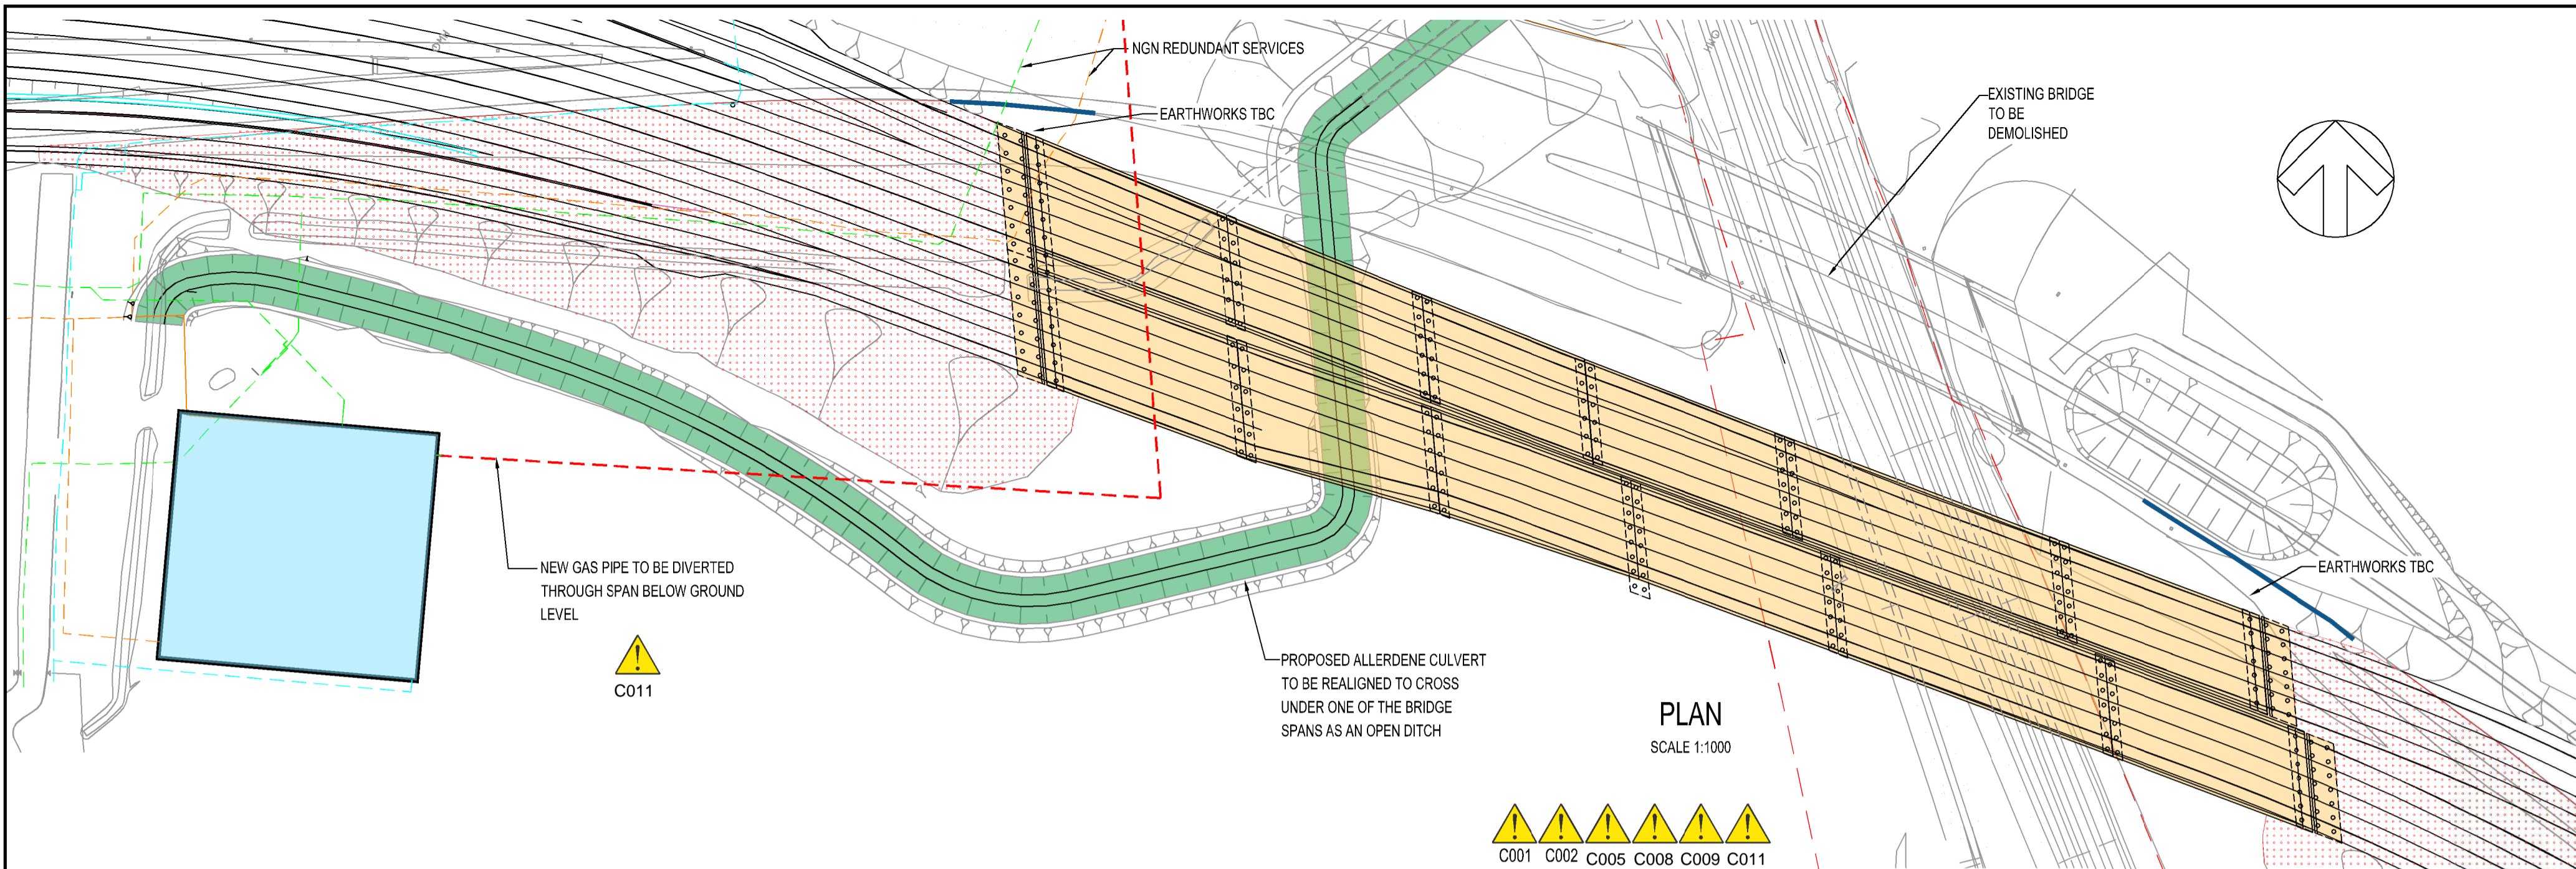 NGN REDUNDANT SERVICES
EARTHWORKS TBC
EXISTING BRIDGE
TO BE
DEMOLISHED
NEW GAS PIPE TO BE DIVERTED
THROUGH SPAN BELOW GROUND
LEVEL
C011
PROPOSED ALLERDENE CULVERT
TO BE REALIGNED TO CROSS
UNDER ONE OF THE BRIDGE
SPANS AS AN OPEN DITCH
EARTHWORKS TBC
PLAN
SCALE 1:1000
C001 C002 C005 C008 C009 C011